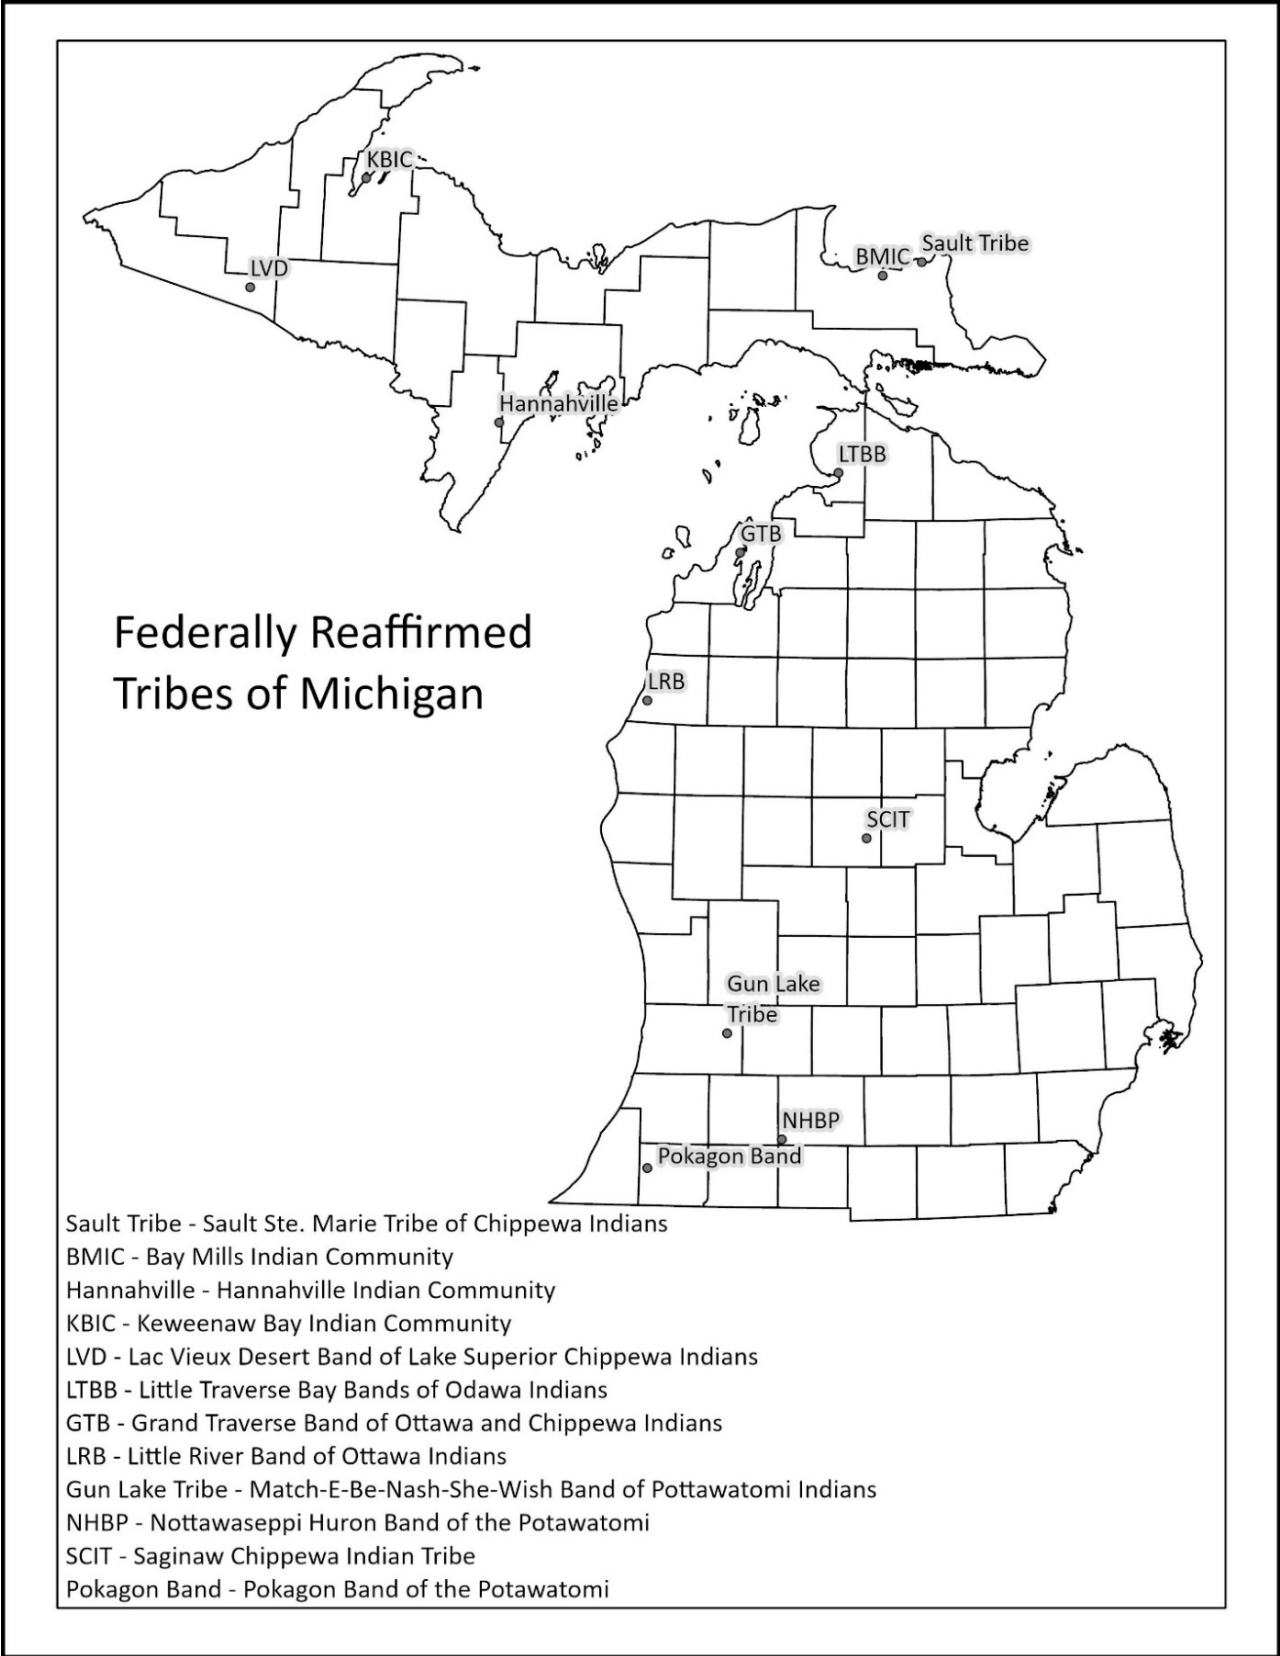 KBIC
Sault Tribe
BMIC
LVD
Hannahville
LTBB
GTB
Federally Reaffirmed
Tribes of Michigan
LRB
SCIT
Gun Lake
Tribe
NHBP
Pokagon Band
Sault Tribe - Sault Ste. Marie Tribe of Chippewa Indians
BMIC - Bay Mills Indian Community
Hannahville - Hannahville Indian Community
KBIC - Keweenaw Bay Indian Community
LVD - Lac Vieux Desert Band of Lake Superior Chippewa Indians
LTBB - Little Traverse Bay Bands of Odawa Indians
GTB - Grand Traverse Band of Ottawa and Chippewa Indians
LRB - Little River Band of Ottawa Indians
Gun Lake Tribe - Match-E-Be-Nash-She-Wish Band of Pottawatomi Indians
NHBP - Nottawaseppi Huron Band of the Potawatomi
SCIT - Saginaw Chippewa Indian Tribe
Pokagon Band - Pokagon Band of the Potawatomi